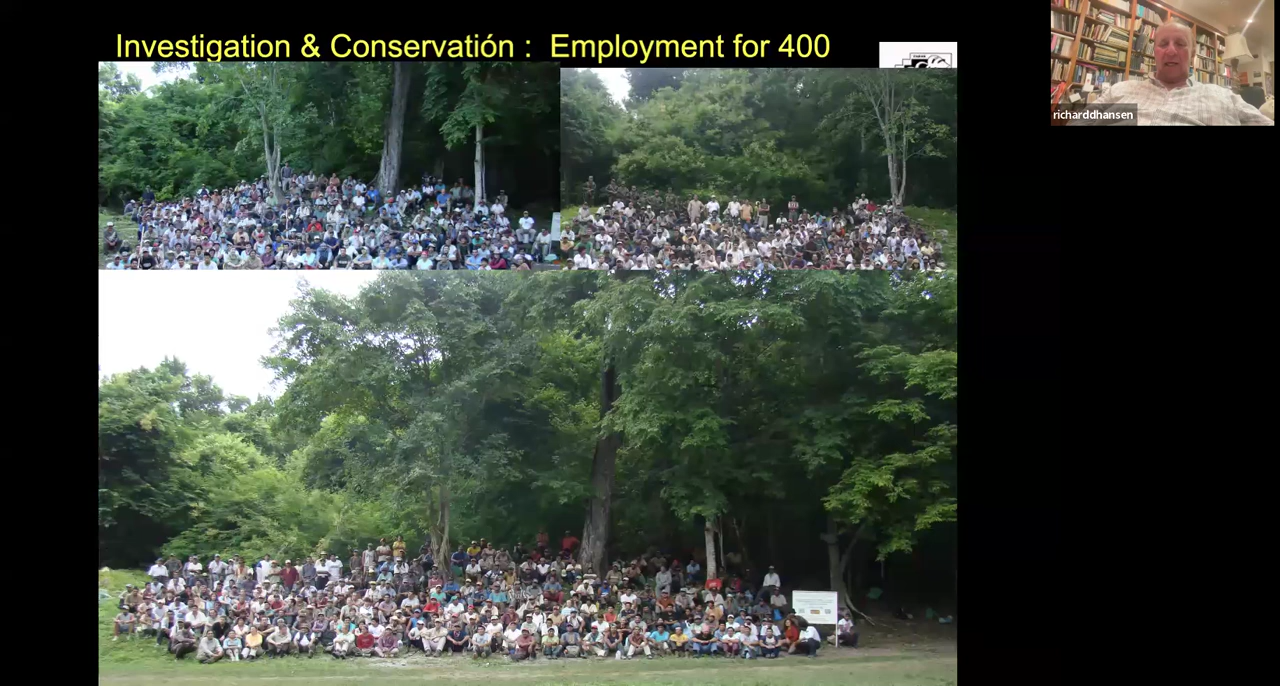 Investigation & Conservatión :  Employment for 400
richarddhansen